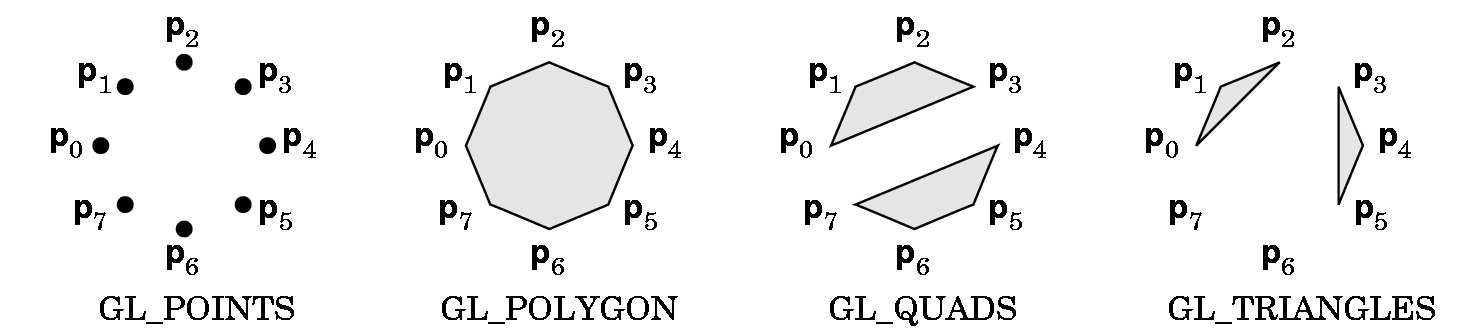 p2 p2 p2 p2
p1 p3 p1 p3 p1 p3 p1 p3
p0 p4 p0 p4 p0 p4 p0 p4
p7 p5 p7 p5 p7 p5 p7 p5
p6 p6 p6 p6
GL_POINTS GL_POLYGON GL_QUADS GL_TRIANGLES